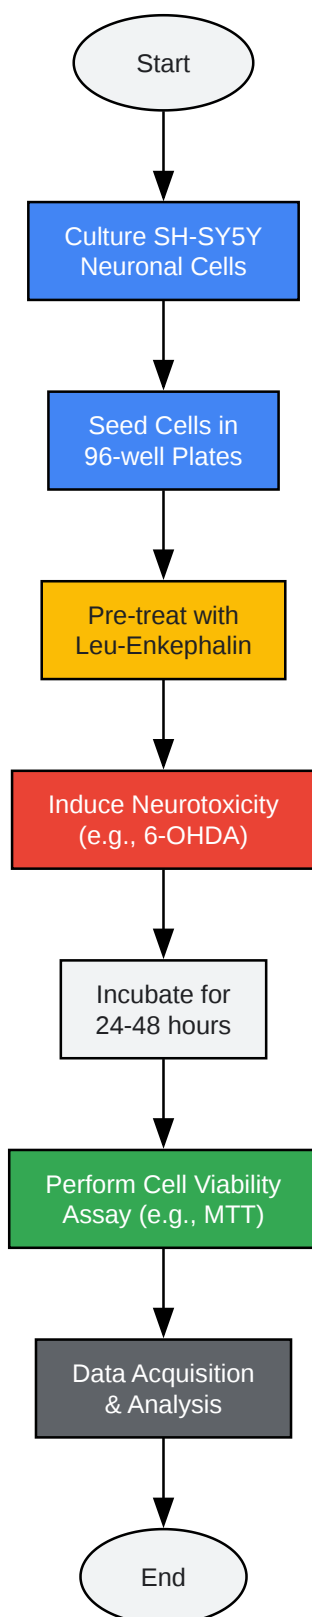 Start
Culture SH-SY5Y
Neuronal Cells
Seed Cells in
96-well Plates
Pre-treat with
Leu-Enkephalin
Induce Neurotoxicity
(e.g., 6-OHDA)
Incubate for
24-48 hours
Perform Cell Viability
Assay (e.g., MTT)
Data Acquisition
& Analysis
End